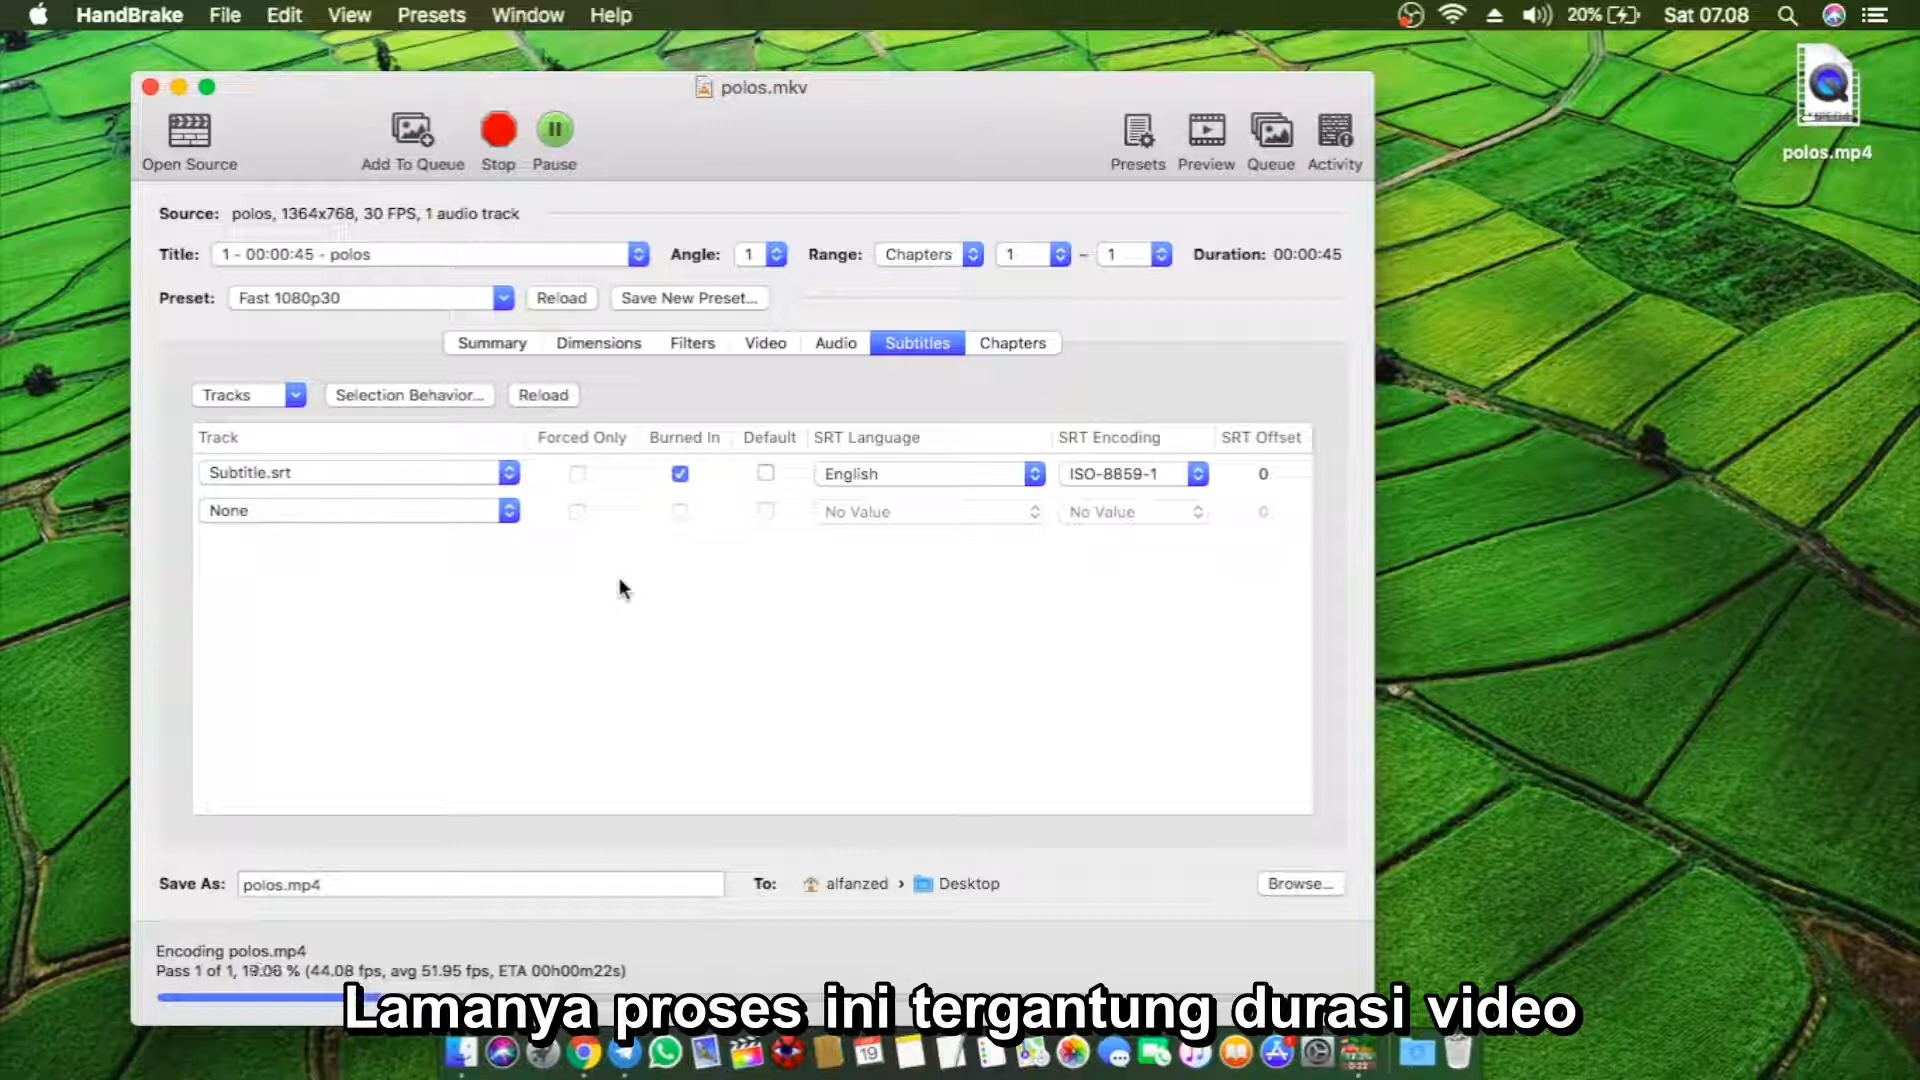 HandBrake File Edit View Presets Window Help 20% Sat 07.08
polos.mkv
polos.mp4
Open Source Add To Queue Stop Pause Presets Preview Queue Activity
Source: polos, 1364x768, 30 FPS, 1 audio track
Title: 1 - 00:00:45 - polos Angle: 1 Range: Chapters 1 – 1 Duration: 00:00:45
Preset: Fast 1080p30 Reload Save New Preset...
Summary Dimensions Filters Video Audio Subtitles Chapters
Tracks Selection Behavior... Reload
Track Forced Only Burned In Default SRT Language SRT Encoding SRT Offset
Subtitle.srt English ISO-8859-1 0
None No Value No Value 0
Save As: polos.mp4 To: alfanzed › Desktop Browse...
Encoding polos.mp4
Pass 1 of 1, % (44.08 fps, avg 51.95 fps, ETA 00h00m22s)
Lamanya proses ini tergantung durasi video
19
0:22